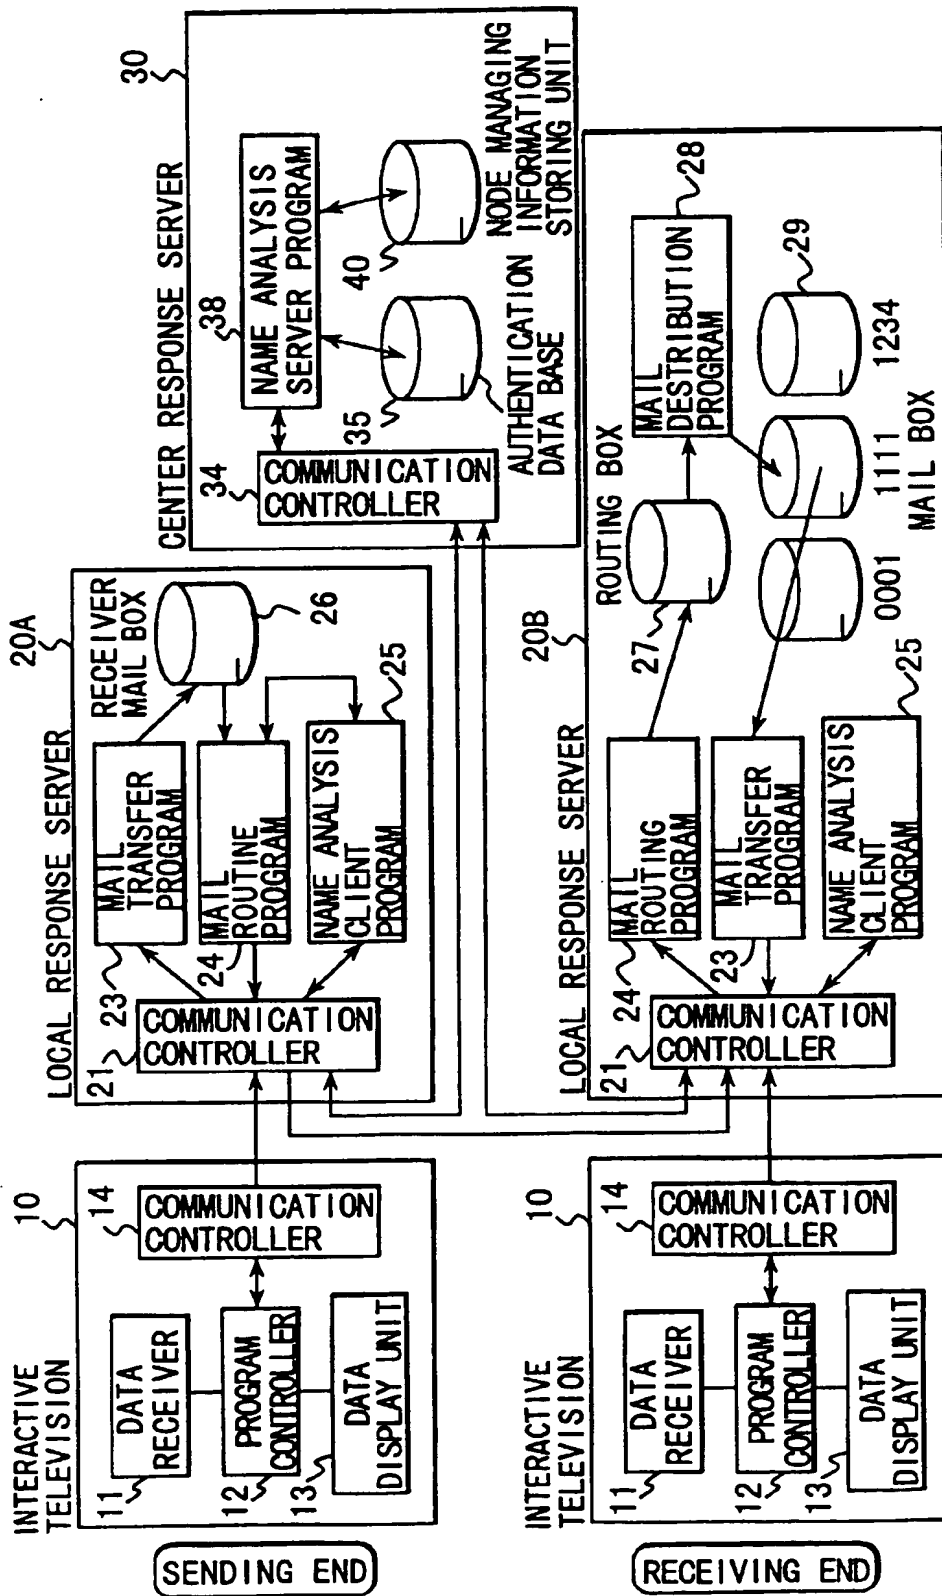 SENDING END
INTERACTIVE
TELEVISION
10
DATA
RECEIVER
11
PROGRAM
CONTROLLER
12
DATA
DISPLAY UNIT
13
14
COMMUNICATION
CONTROLLER
LOCAL RESPONSE SERVER
20A
21
COMMUNICATION
CONTROLLER
23
MAIL
TRANSFER
PROGRAM
24
MAIL
ROUTINE
PROGRAM
NAME ANALYSIS
CLIENT
PROGRAM
25
RECEIVER
MAIL BOX
26
CENTER RESPONSE SERVER
30
34
COMMUNICATION
CONTROLLER
38
NAME ANALYSIS
SERVER PROGRAM
35
AUTHENTICATION
DATA BASE
40
NODE MANAGING
INFORMATION
STORING UNIT
RECEIVING END
INTERACTIVE
TELEVISION
10
DATA
RECEIVER
11
PROGRAM
CONTROLLER
12
DATA
DISPLAY UNIT
13
14
COMMUNICATION
CONTROLLER
LOCAL RESPONSE SERVER
20B
21
COMMUNICATION
CONTROLLER
24
MAIL
ROUTING
PROGRAM
23
MAIL
TRANSFER
PROGRAM
NAME ANALYSIS
CLIENT
PROGRAM
25
ROUTING BOX
27
MAIL
DESTRIBUTION
PROGRAM
28
29
0001
1111
1234
MAIL BOX